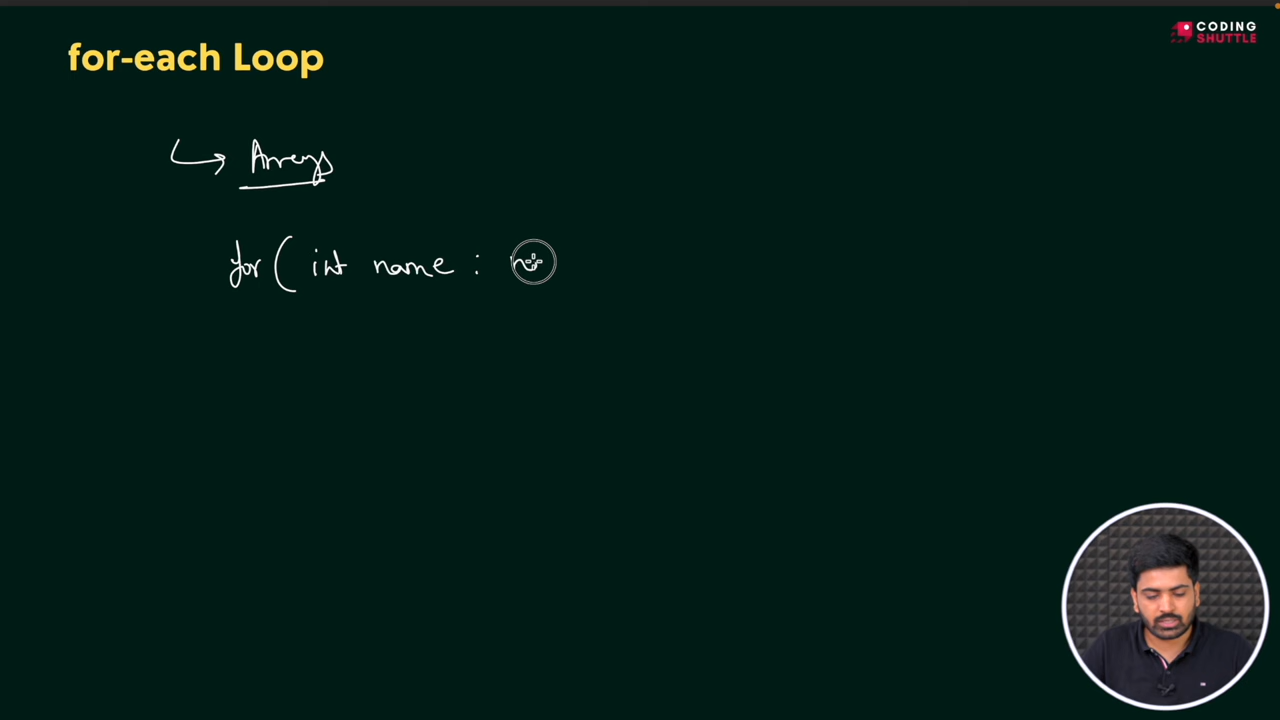 CODING
SHUTTLE
for-each Loop
Arrays
for( int name :